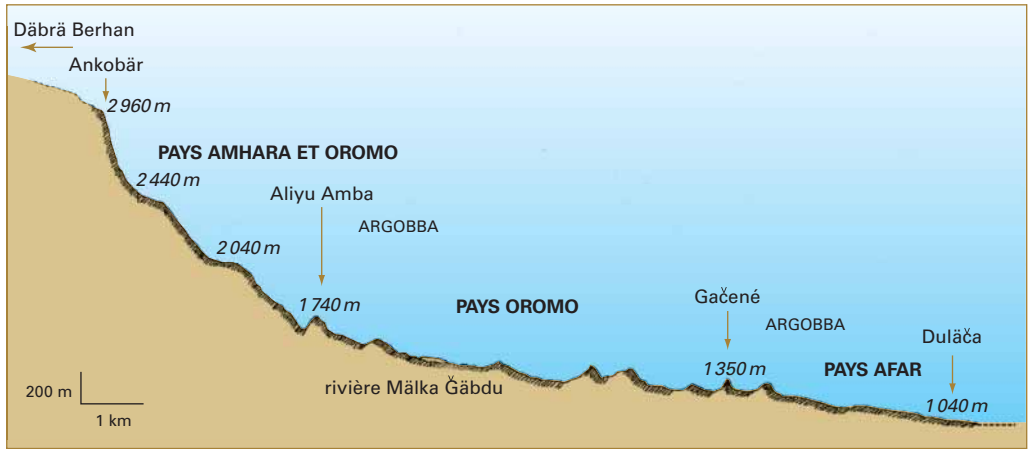 Däbrä Berhan
Ankobär
2 960 m
PAYS AMHARA ET OROMO
2 440 m
Aliyu Amba
ARGOBBA
2 040 m
1 740 m
PAYS OROMO
Gačené
ARGOBBA
Duläča
1 350 m
PAYS AFAR
200 m
rivière Mälka Ǧäbdu
1 040 m
1 km